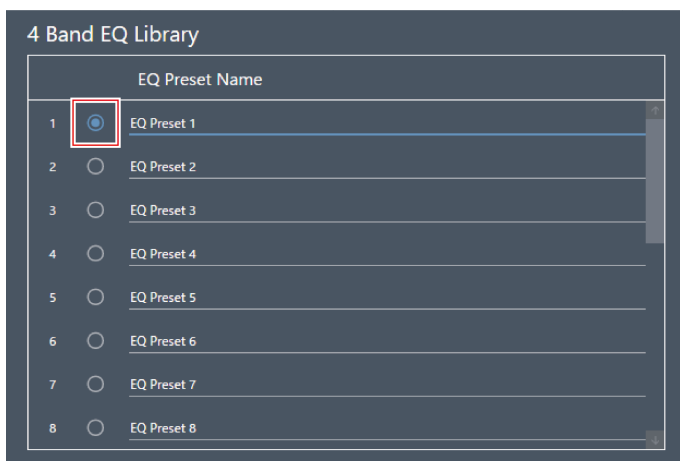 4 Band EQ Library
EQ Preset Name
1 EQ Preset 1
2 EQ Preset 2
3 EQ Preset 3
4 EQ Preset 4
5 EQ Preset 5
6 EQ Preset 6
7 EQ Preset 7
8 EQ Preset 8